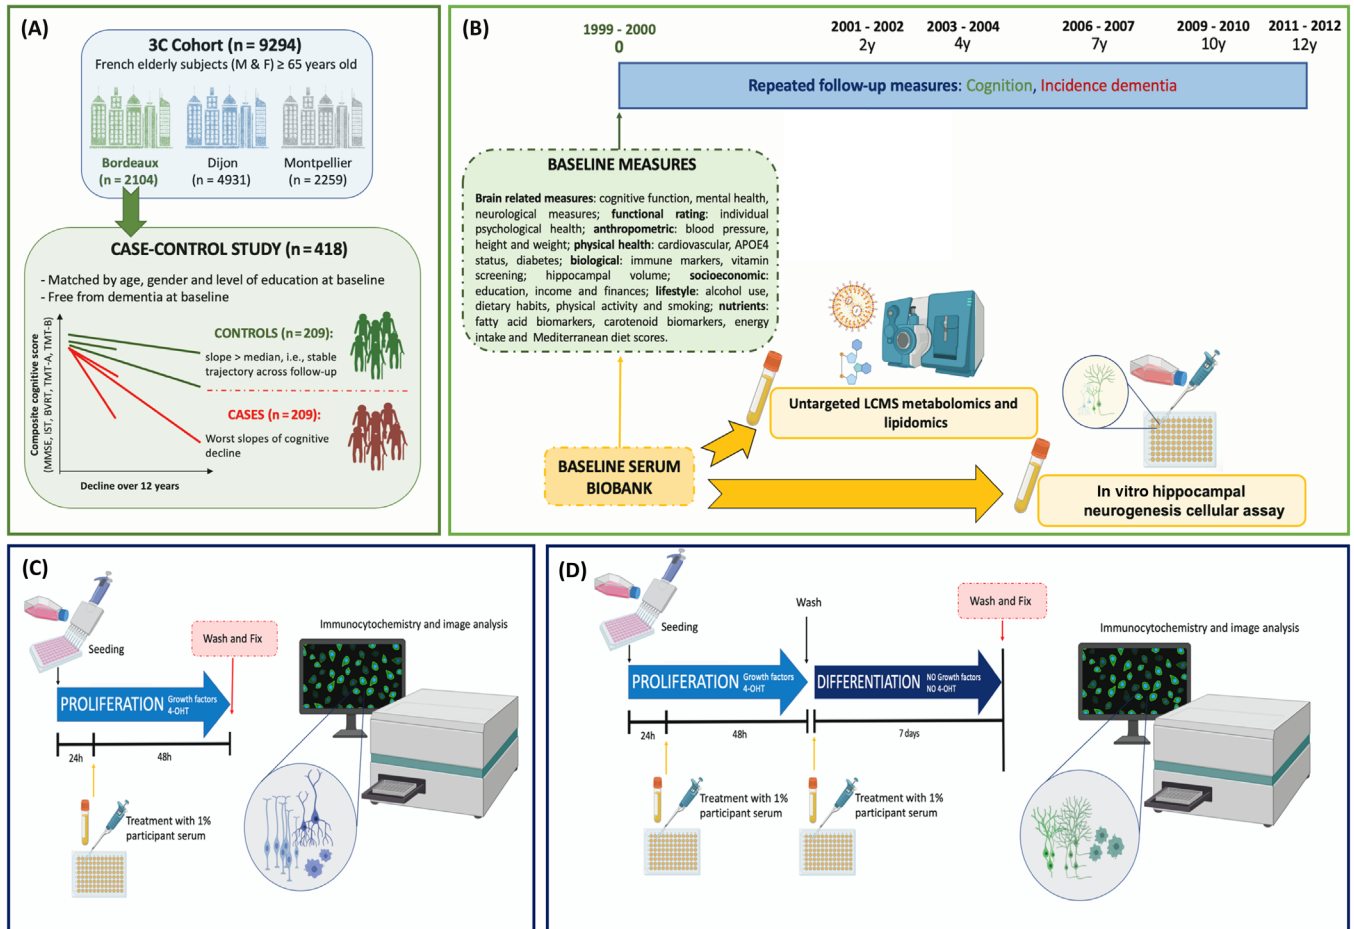 (A)
3C Cohort (n = 9294)
French elderly subjects (M & F) ≥ 65 years old
Bordeaux
(n = 2104)
Dijon
(n = 4931)
Montpellier
(n = 2259)
CASE-CONTROL STUDY (n = 418)
- Matched by age, gender and level of education at baseline
- Free from dementia at baseline
Composite cognitive score
(MMSE, IST, BVRT, TMT-A, TMT-B)
CONTROLS (n = 209):
slope > median, i.e., stable
trajectory across follow-up
CASES (n = 209):
Worst slopes of cognitive
decline
Decline over 12 years
(B)
1999 - 2000
0
2001 - 2002
2y
2003 - 2004
4y
2006 - 2007
7y
2009 - 2010
10y
2011 - 2012
12y
Repeated follow-up measures: Cognition, Incidence dementia
BASELINE MEASURES
Brain related measures: cognitive function, mental health,
neurological measures; functional rating: individual
psychological health; anthropometric: blood pressure,
height and weight; physical health: cardiovascular, APOE4
status, diabetes; biological: immune markers, vitamin
screening; hippocampal volume; socioeconomic:
education, income and finances; lifestyle: alcohol use,
dietary habits, physical activity and smoking; nutrients:
fatty acid biomarkers, carotenoid biomarkers, energy
intake and Mediterranean diet scores.
Untargeted LCMS metabolomics and
lipidomics
BASELINE SERUM
BIOBANK
In vitro hippocampal
neurogenesis cellular assay
(C)
Seeding
Wash and Fix
Immunocytochemistry and image analysis
PROLIFERATION Growth factors
4-OHT
24h
48h
Treatment with 1%
participant serum
(D)
Seeding
Wash
Wash and Fix
Immunocytochemistry and image analysis
PROLIFERATION Growth factors
4-OHT
DIFFERENTIATION NO Growth factors
NO 4-OHT
24h
48h
7 days
Treatment with 1%
participant serum
Treatment with 1%
participant serum